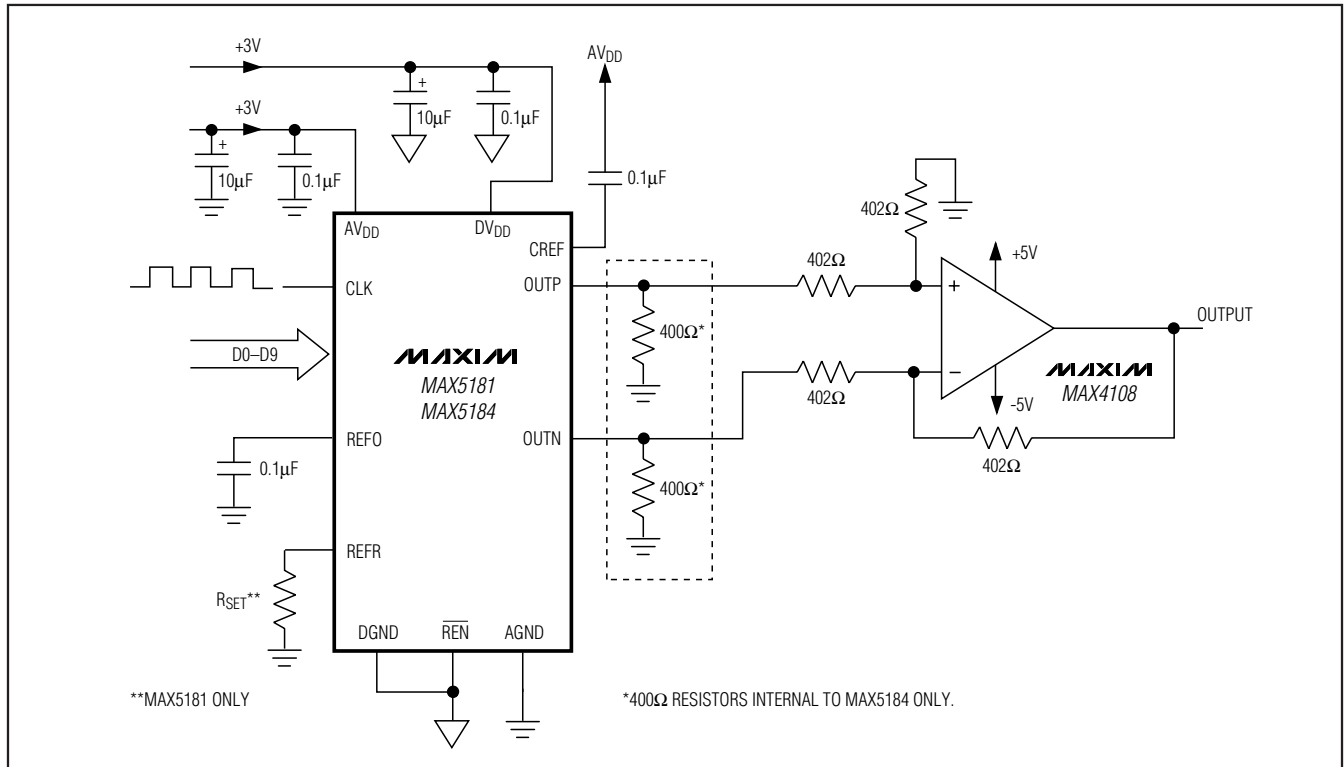 +3V
AVDD
+
10µF
0.1µF
+3V
+
10µF
0.1µF
0.1µF
402Ω
AVDD
DVDD
CREF
+5V
402Ω
CLK
OUTP
+
OUTPUT
400Ω*
D0–D9
MAXIM
MAX5181
MAX5184
402Ω
–
MAXIM
MAX4108
-5V
REFO
OUTN
402Ω
0.1µF
400Ω*
REFR
RSET**
DGND
REN
AGND
**MAX5181 ONLY
*400Ω RESISTORS INTERNAL TO MAX5184 ONLY.